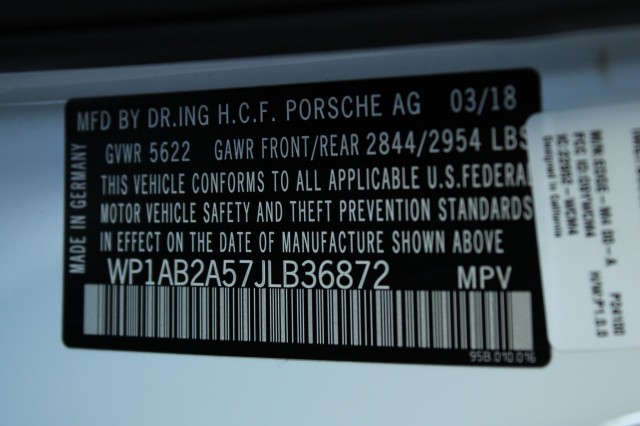 MFD BY DR.ING H.C.F. PORSCHE AG 03/18
GVWR 5622 GAWR FRONT/REAR 2844/2954 LBS
THIS VEHICLE CONFORMS TO ALL APPLICABLE U.S.FEDERAL
MOTOR VEHICLE SAFETY AND THEFT PREVENTION STANDARDS
IN EFFECT ON THE DATE OF MANUFACTURE SHOWN ABOVE
WP1AB2A57JLB36872 MPV
95B.010.016
MADE IN GERMANY
Designed in California